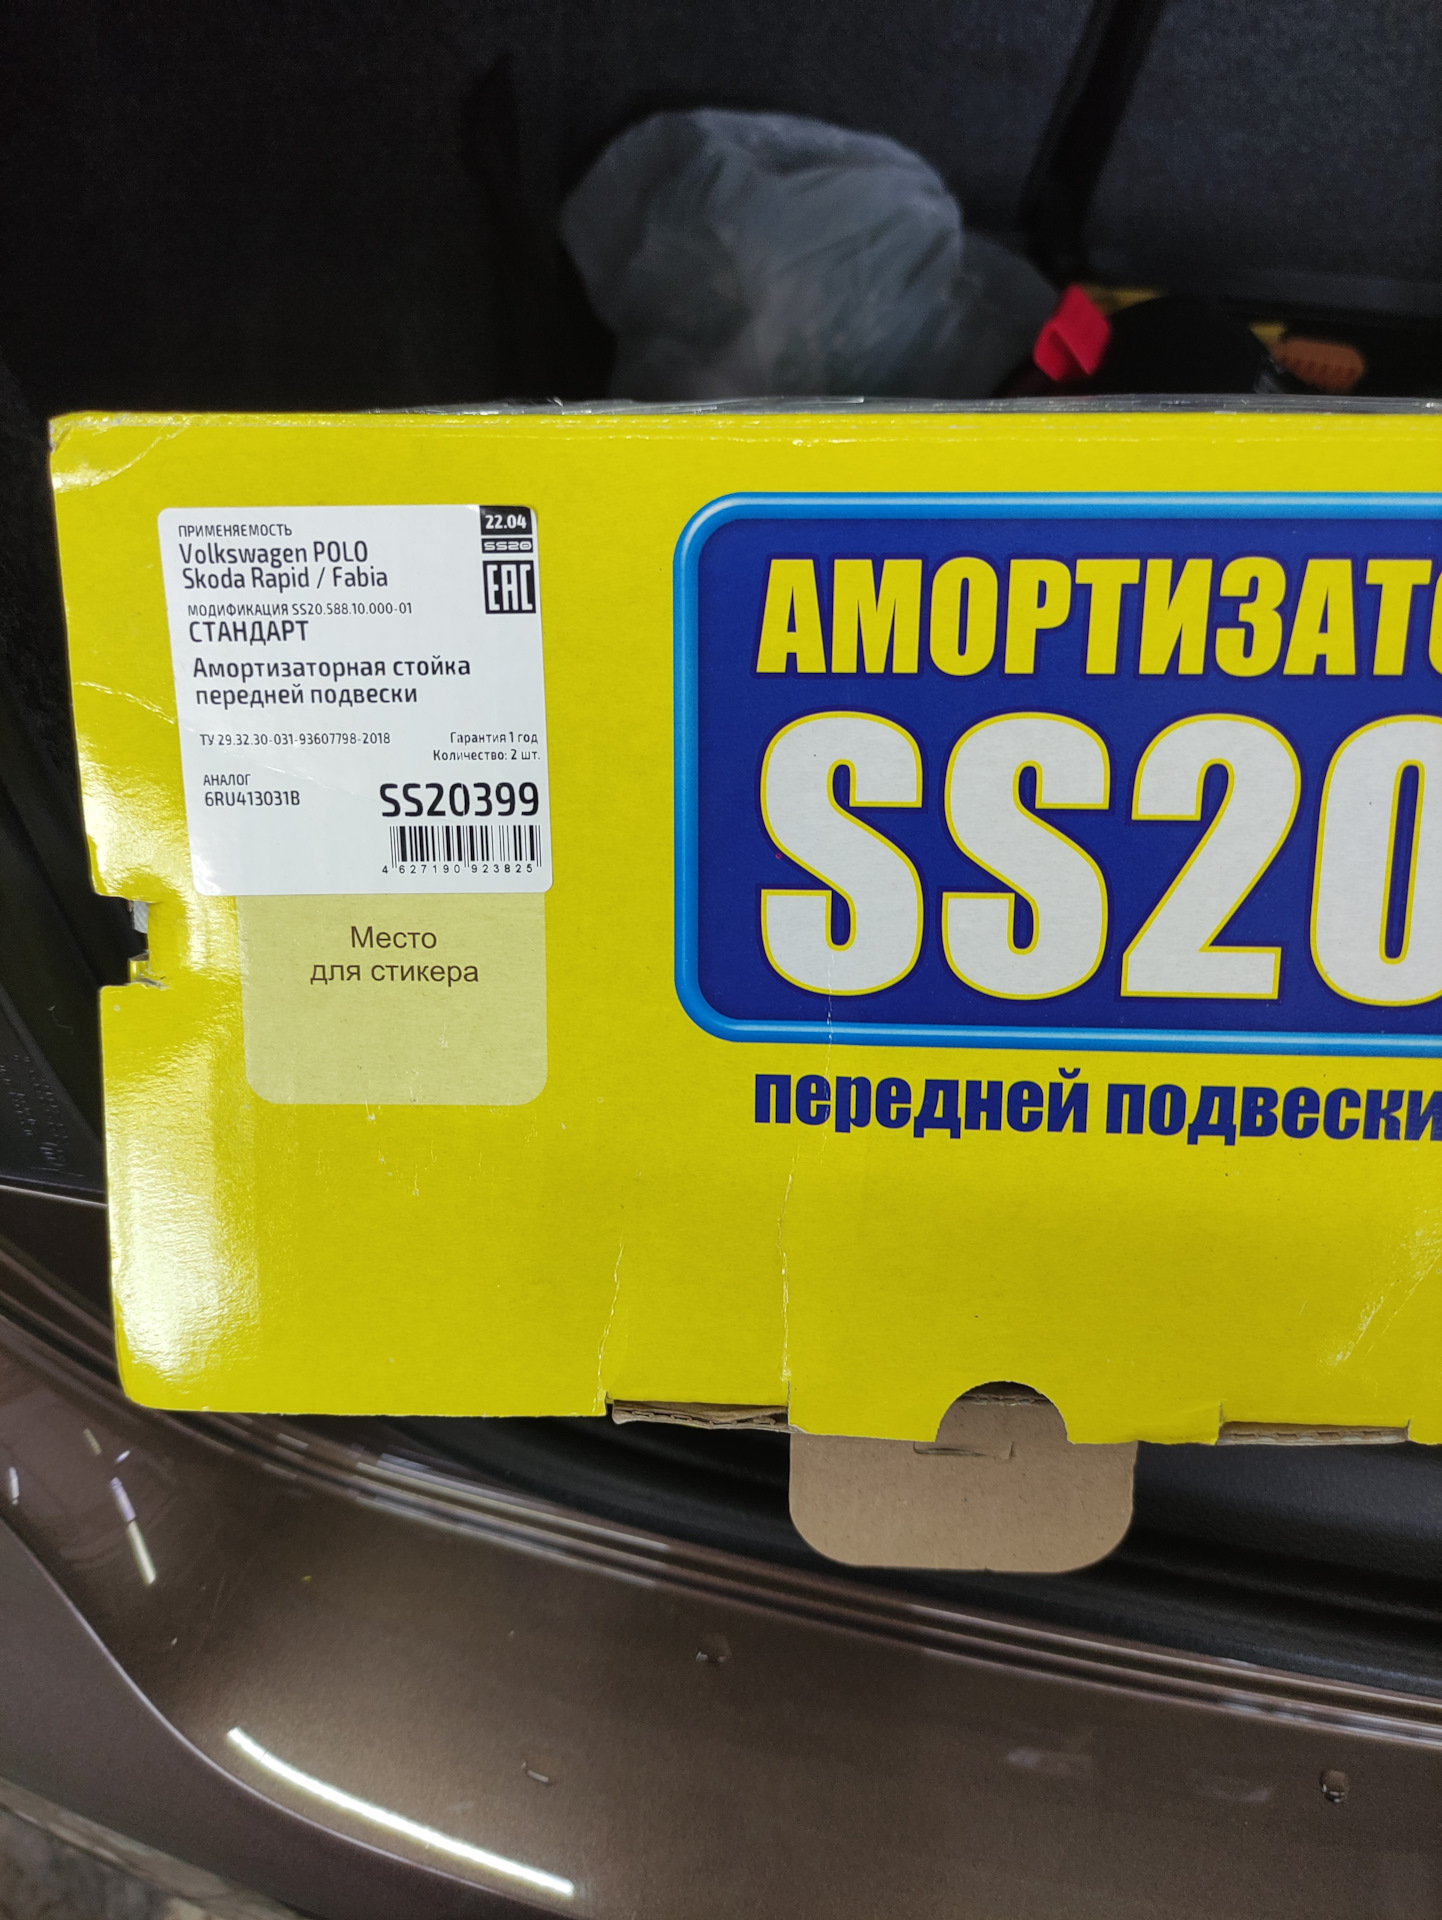 ПРИМЕНЯЕМОСТЬ
Volkswagen POLO
Skoda Rapid / Fabia
МОДИФИКАЦИЯ SS20.588.10.000-01
СТАНДАРТ
Амортизаторная стойка
передней подвески
ТУ 29.32.30-031-93607798-2018
Гарантия 1 год
Количество: 2 шт.
АНАЛОГ
6RU413031B
SS20399
4 627190 923825
22.04
SS20
EAC
Место
для стикера
АМОРТИЗАТО
SS20
передней подвески